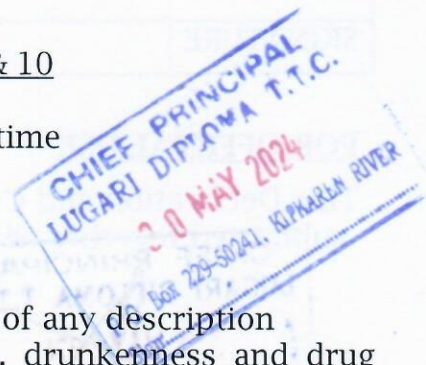 & 10
time
CHIEF PRINCIPAL
LUGARI DIPLOMA T.T.C.
30 MAY 2024
P.O. Box 229-50241, KIPKAREN RIVER
of any description
drunkenness and drug